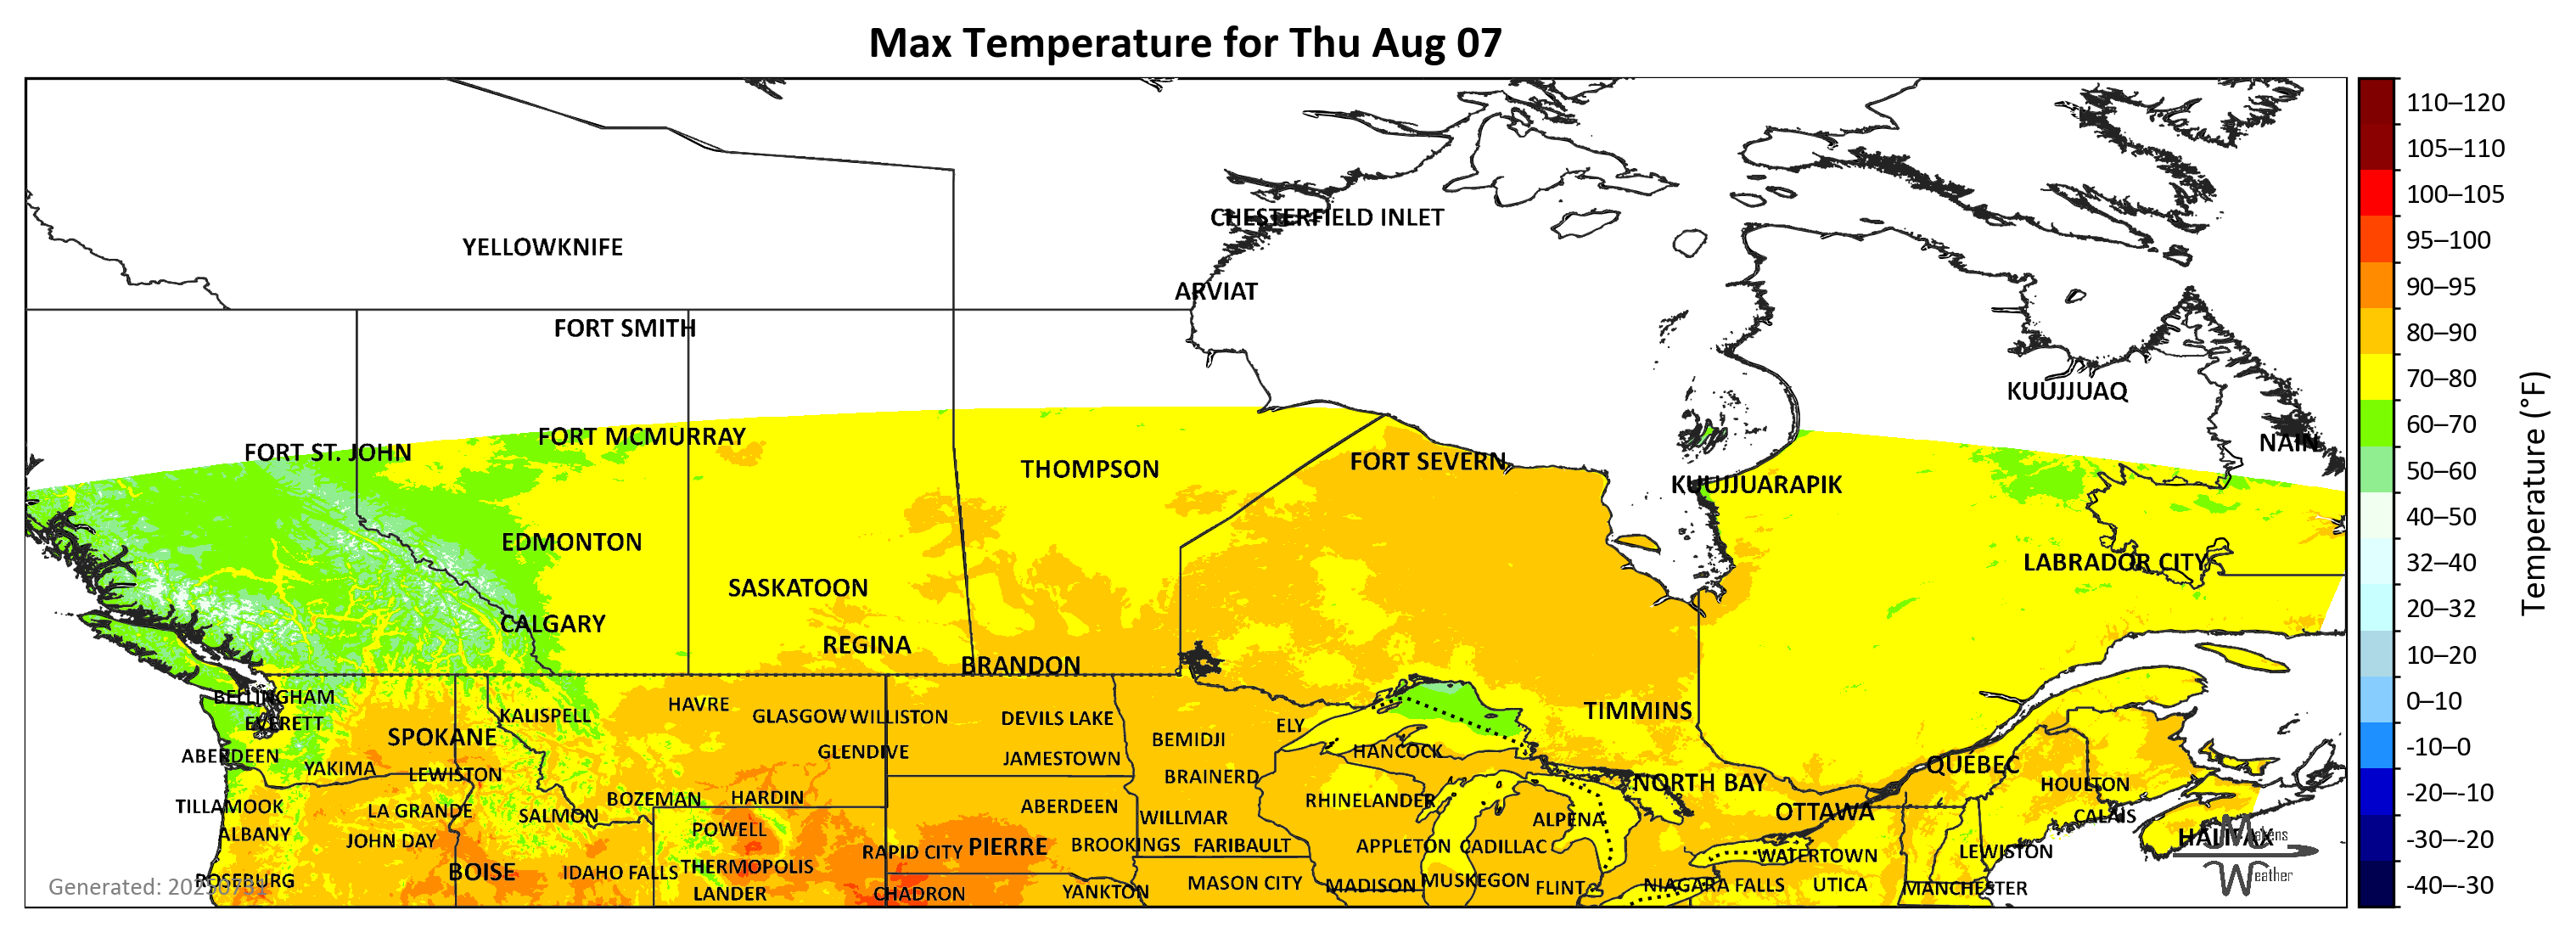 Max Temperature for Thu Aug 07
CHESTERFIELD INLET
YELLOWKNIFE
ARVIAT
FORT SMITH
KUUJJUAQ
FORT MCMURRAY
NAIN
FORT ST. JOHN
FORT SEVERN
THOMPSON
KUUJJUARAPIK
EDMONTON
LABRADOR CITY
SASKATOON
CALGARY
REGINA
BRANDON
BELLINGHAM
HAVRE
TIMMINS
KALISPELL
GLASGOW WILLISTON
DEVILS LAKE
EVERETT
ELY
SPOKANE
BEMIDJI
HANCOCK
GLENDIVE
ABERDEEN
JAMESTOWN
QUÉBEC
YAKIMA
LEWISTON
BRAINERD
NORTH BAY
HOULTON
HARDIN
BOZEMAN
RHINELANDER
TILLAMOOK
ABERDEEN
LA GRANDE
OTTAWA
SALMON
CALAIS
WILLMAR
ALPENA
POWELL
ALBANY
HALIFAX
Matens
Weather
JOHN DAY
BROOKINGS
FARIBAULT
APPLETON
CADILLAC
PIERRE
RAPID CITY
LEWISTON
WATERTOWN
THERMOPOLIS
BOISE
IDAHO FALLS
ROSEBURG
MUSKEGON
MASON CITY
MADISON
NIAGARA FALLS
UTICA
FLINT
MANCHESTER
LANDER
CHADRON
YANKTON
Generated: 20250731
110–120
105–110
100–105
95–100
90–95
80–90
70–80
60–70
50–60
40–50
32–40
20–32
10–20
0–10
-10–0
-20–-10
-30–-20
-40–-30
Temperature (°F)